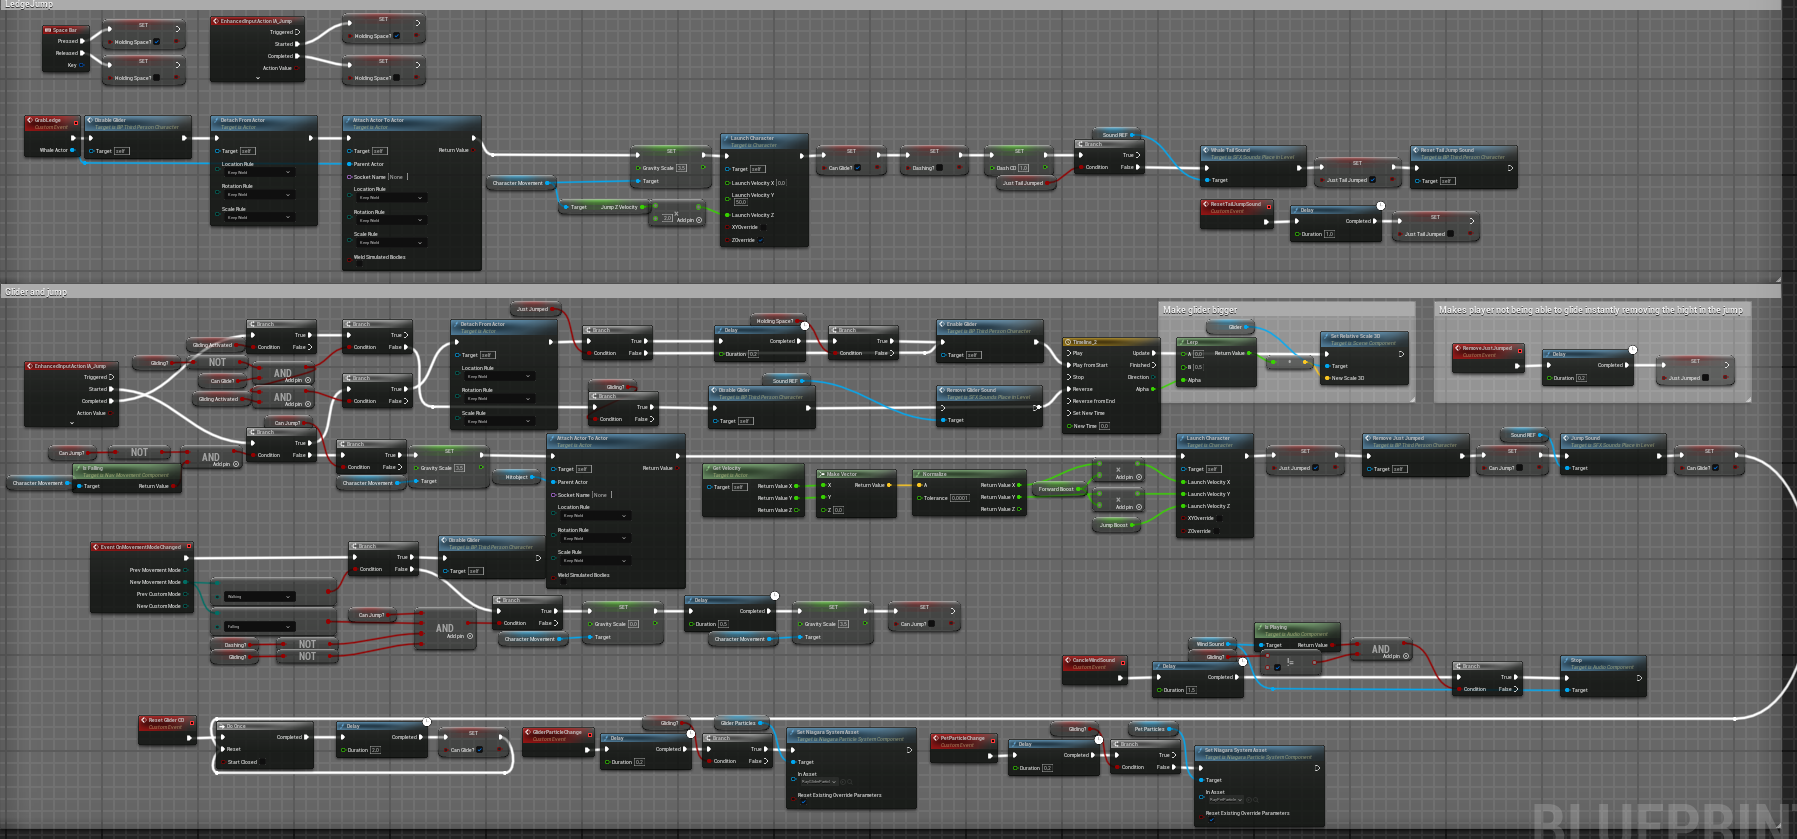 LedgeJump
Space Bar
Pressed
Released
Key
SET
Holding Space?
SET
Holding Space?
EnhancedInputAction IA_Jump
Triggered
Started
Completed
Action Value
SET
Holding Space?
SET
Holding Space?
GrabLedge
Custom Event
Whale Actor
Disable Glider
Target is BP Third Person Character
Target self
Detach From Actor
Target is Actor
Target self
Location Rule
Keep World
Rotation Rule
Keep World
Scale Rule
Keep World
Attach Actor To Actor
Target is Actor
Target self
Return Value
Parent Actor
Socket Name None
Location Rule
Keep World
Rotation Rule
Keep World
Scale Rule
Keep World
Weld Simulated Bodies
Character Movement
SET
Gravity Scale 3.5
Target
Target Jump Z Velocity
2.0 Add pin
Launch Character
Target is Character
Target self
Launch Velocity X 0.0
Launch Velocity Y
50.0
Launch Velocity Z
XYOverride
ZOverride
SET
Can Glide?
SET
Dashing?
SET
Dash CD 1.0
Just Tail Jumped
Sound REF
Branch
True
Condition False
Whale Tail Sound
Target is SFX Sounds Place in Level
Target
SET
Just Tail Jumped
Reset Tail Jump Sound
Target is BP Third Person Character
Target self
ResetTailJumpSound
Custom Event
Delay
Completed
Duration 1.0
SET
Just Tail Jumped
Glider and jump
EnhancedInputAction IA_Jump
Triggered
Started
Completed
Action Value
Gliding Activated
Gliding?
NOT
Can Glide?
AND
Add pin
Gliding Activated
AND
Add pin
Can Jump?
Branch
True
Condition False
Branch
True
Condition False
Branch
True
Condition False
Branch
True
Condition False
Can Jump?
NOT
AND
Add pin
Character Movement
Is Falling
Target is Nav Movement Component
Target Return Value
Branch
True
Condition False
Character Movement
SET
Gravity Scale 3.5
Target
Detach From Actor
Target is Actor
Target self
Location Rule
Keep World
Rotation Rule
Keep World
Scale Rule
Keep World
Just Jumped
Branch
True
Condition False
Gliding?
Branch
True
Condition False
Delay
Completed
Duration 0.2
Holding Space?
Branch
True
Condition False
Sound REF
Disable Glider
Target is BP Third Person Character
Target self
Enable Glider
Target is BP Third Person Character
Target self
Remove Glider Sound
Target is SFX Sounds Place in Level
Target
Play
Play from Start
Stop
Reverse
Reverse from End
Set New Time
New Time 0.0
Update
Finished
Direction
Alpha
Make glider bigger
Lerp
A 0.0
Return Value
B 0.5
Alpha
Glider
Set Relative Scale 3D
Target is Scene Component
Target
New Scale 3D
Makes player not being able to glide instantly removing the hight in the jump
RemoveJustJumped
Custom Event
Delay
Completed
Duration 0.2
SET
Just Jumped
Hitobject
Attach Actor To Actor
Target is Actor
Target self
Return Value
Parent Actor
Socket Name None
Location Rule
Keep World
Rotation Rule
Keep World
Scale Rule
Keep World
Weld Simulated Bodies
Get Velocity
Target is Actor
Target self
Return Value X
Return Value Y
Return Value Z
Make Vector
X Return Value
Y
Z 0.0
Normalize
A Return Value X
Tolerance 0.0001 Return Value Y
Return Value Z
Forward Boost
Add pin
Add pin
Jump Boost
Launch Character
Target is Character
Target self
Launch Velocity X
Launch Velocity Y
Launch Velocity Z
XYOverride
ZOverride
SET
Just Jumped
Remove Just Jumped
Target is BP Third Person Character
Target self
SET
Can Jump?
Sound REF
Jump Sound
Target is SFX Sounds Place in Level
Target
SET
Can Glide?
Event OnMovementModeChanged
Prev Movement Mode
New Movement Mode
Prev Custom Mode
New Custom Mode
Walking
Falling
Dashing?
NOT
Gliding?
NOT
Can Jump?
AND
Add pin
Branch
True
Condition False
Disable Glider
Target is BP Third Person Character
Target self
Branch
True
Condition False
Character Movement
SET
Gravity Scale 0.0
Target
Delay
Completed
Duration 0.5
Character Movement
SET
Gravity Scale 3.5
Target
SET
Can Jump?
CancleWindSound
Custom Event
Delay
Completed
Duration 1.5
Wind Sound
Gliding?
Is Playing
Target is Audio Component
Target Return Value
!=
AND
Add pin
Branch
True
Condition False
Stop
Target is Audio Component
Target
Reset Glider CD
Custom Event
Do Once
Completed
Reset
Start Closed
Delay
Completed
Duration 2.0
SET
Can Glide?
GliderParticleChange
Custom Event
Delay
Completed
Duration 0.2
Gliding?
Branch
True
Condition False
Glider Particles
Set Niagara System Asset
Target is Niagara Particle System Component
Target
In Asset
Reset Existing Override Parameters
PetParticleChange
Custom Event
Delay
Completed
Duration 0.2
Gliding?
Branch
True
Condition False
Pet Particles
Set Niagara System Asset
Target is Niagara Particle System Component
Target
In Asset
Reset Existing Override Parameters
BLUEPRIN